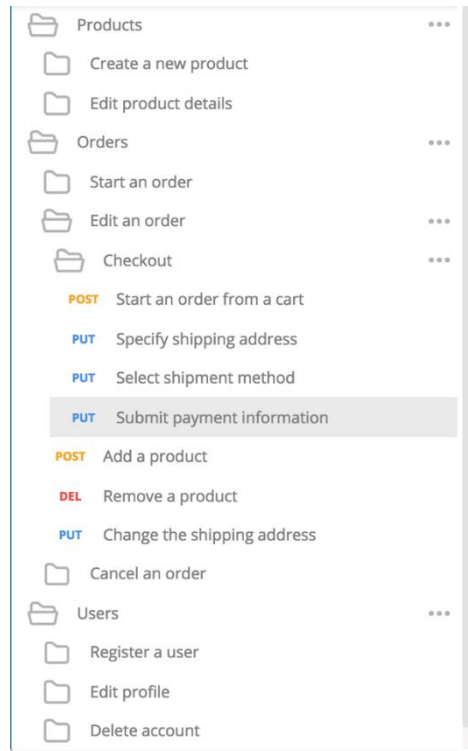 Products
Create a new product
Edit product details
Orders
Start an order
Edit an order
Checkout
POST Start an order from a cart
PUT Specify shipping address
PUT Select shipment method
PUT Submit payment information
POST Add a product
DEL Remove a product
PUT Change the shipping address
Cancel an order
Users
Register a user
Edit profile
Delete account